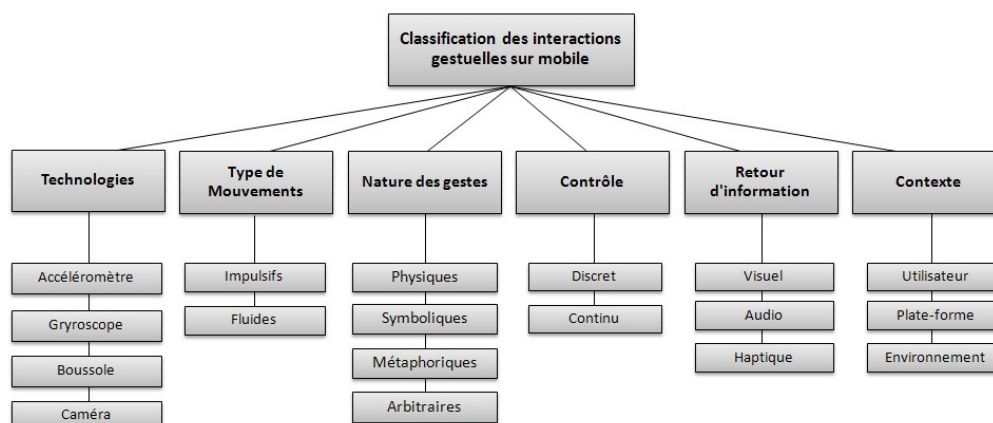 Classification des interactions
gestuelles sur mobile
Technologies
Type de
Mouvements
Nature des gestes
Contrôle
Retour
d'information
Contexte
Accéléromètre
Gryroscope
Boussole
Caméra
Impulsifs
Fluides
Physiques
Symboliques
Métaphoriques
Arbitraires
Discret
Continu
Visuel
Audio
Haptique
Utilisateur
Plate-forme
Environnement